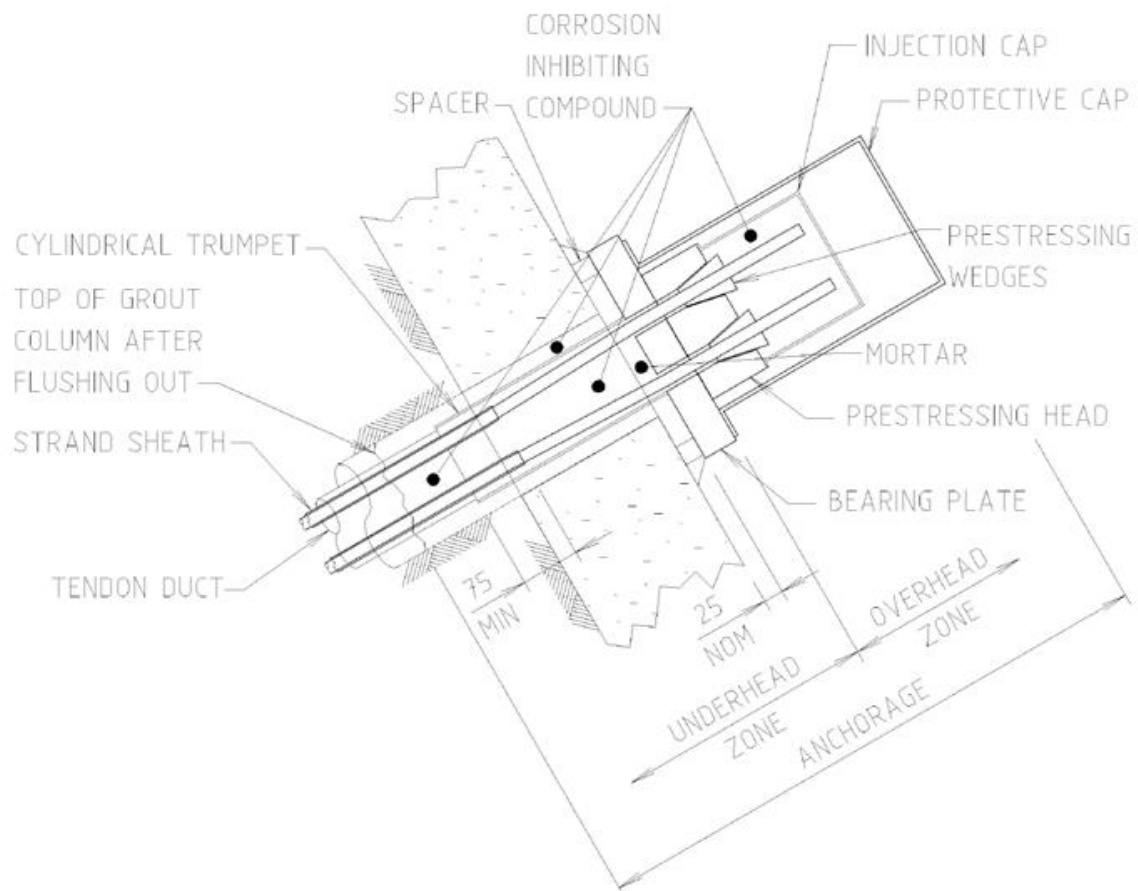 CORROSION
INHIBITING
COMPOUND
SPACER
INJECTION CAP
PROTECTIVE CAP
CYLINDRICAL TRUMPET
PRESTRESSING
WEDGES
TOP OF GROUT
COLUMN AFTER
FLUSHING OUT
MORTAR
STRAND SHEATH
PRESTRESSING HEAD
BEARING PLATE
TENDON DUCT
75
MIN
25
NOM
OVERHEAD
ZONE
UNDERHEAD
ZONE
ANCHORAGE